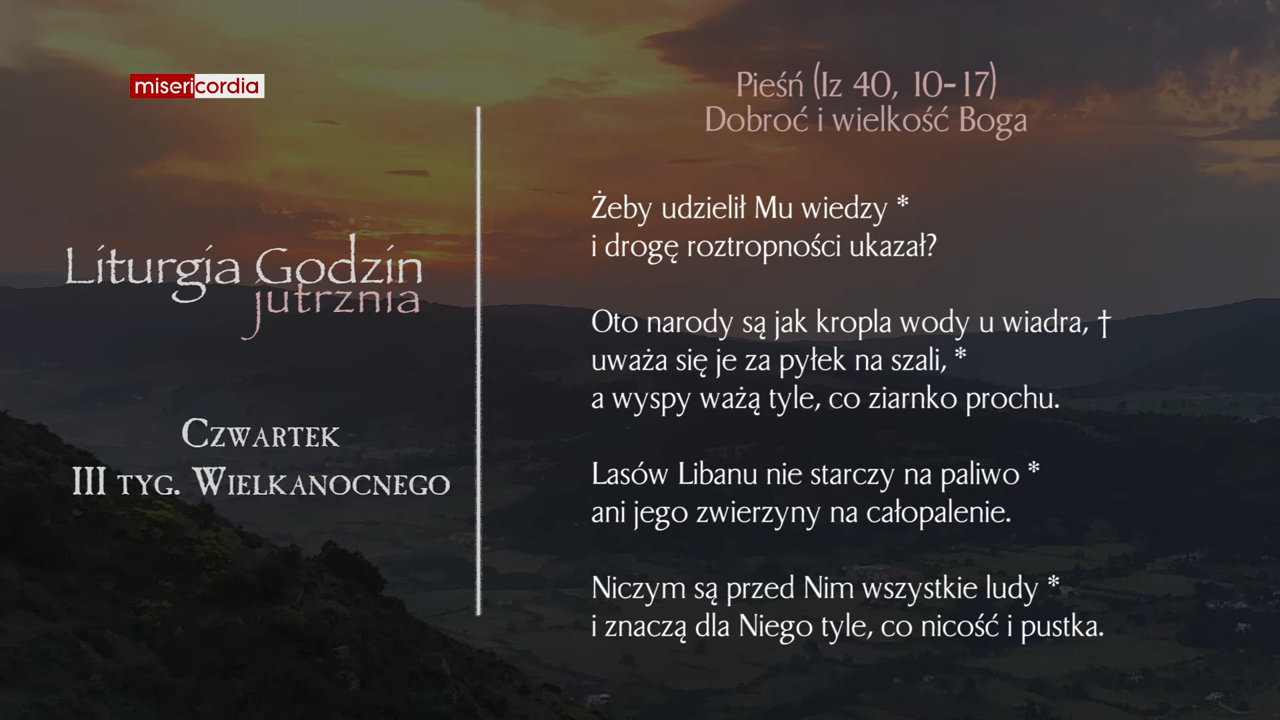 misericordia
Liturgia Godzin
jutrznia
Czwartek
III tyg. Wielkanocnego
Pieśń (Iz 40, 10-17)
Dobroć i wielkość Boga
Żeby udzielił Mu wiedzy *
i drogę roztropności ukazał?
Oto narody są jak kropla wody u wiadra, †
uważa się je za pyłek na szali, *
a wyspy ważą tyle, co ziarnko prochu.
Lasów Libanu nie starczy na paliwo *
ani jego zwierzyny na całopalenie.
Niczym są przed Nim wszystkie ludy *
i znaczą dla Niego tyle, co nicość i pustka.